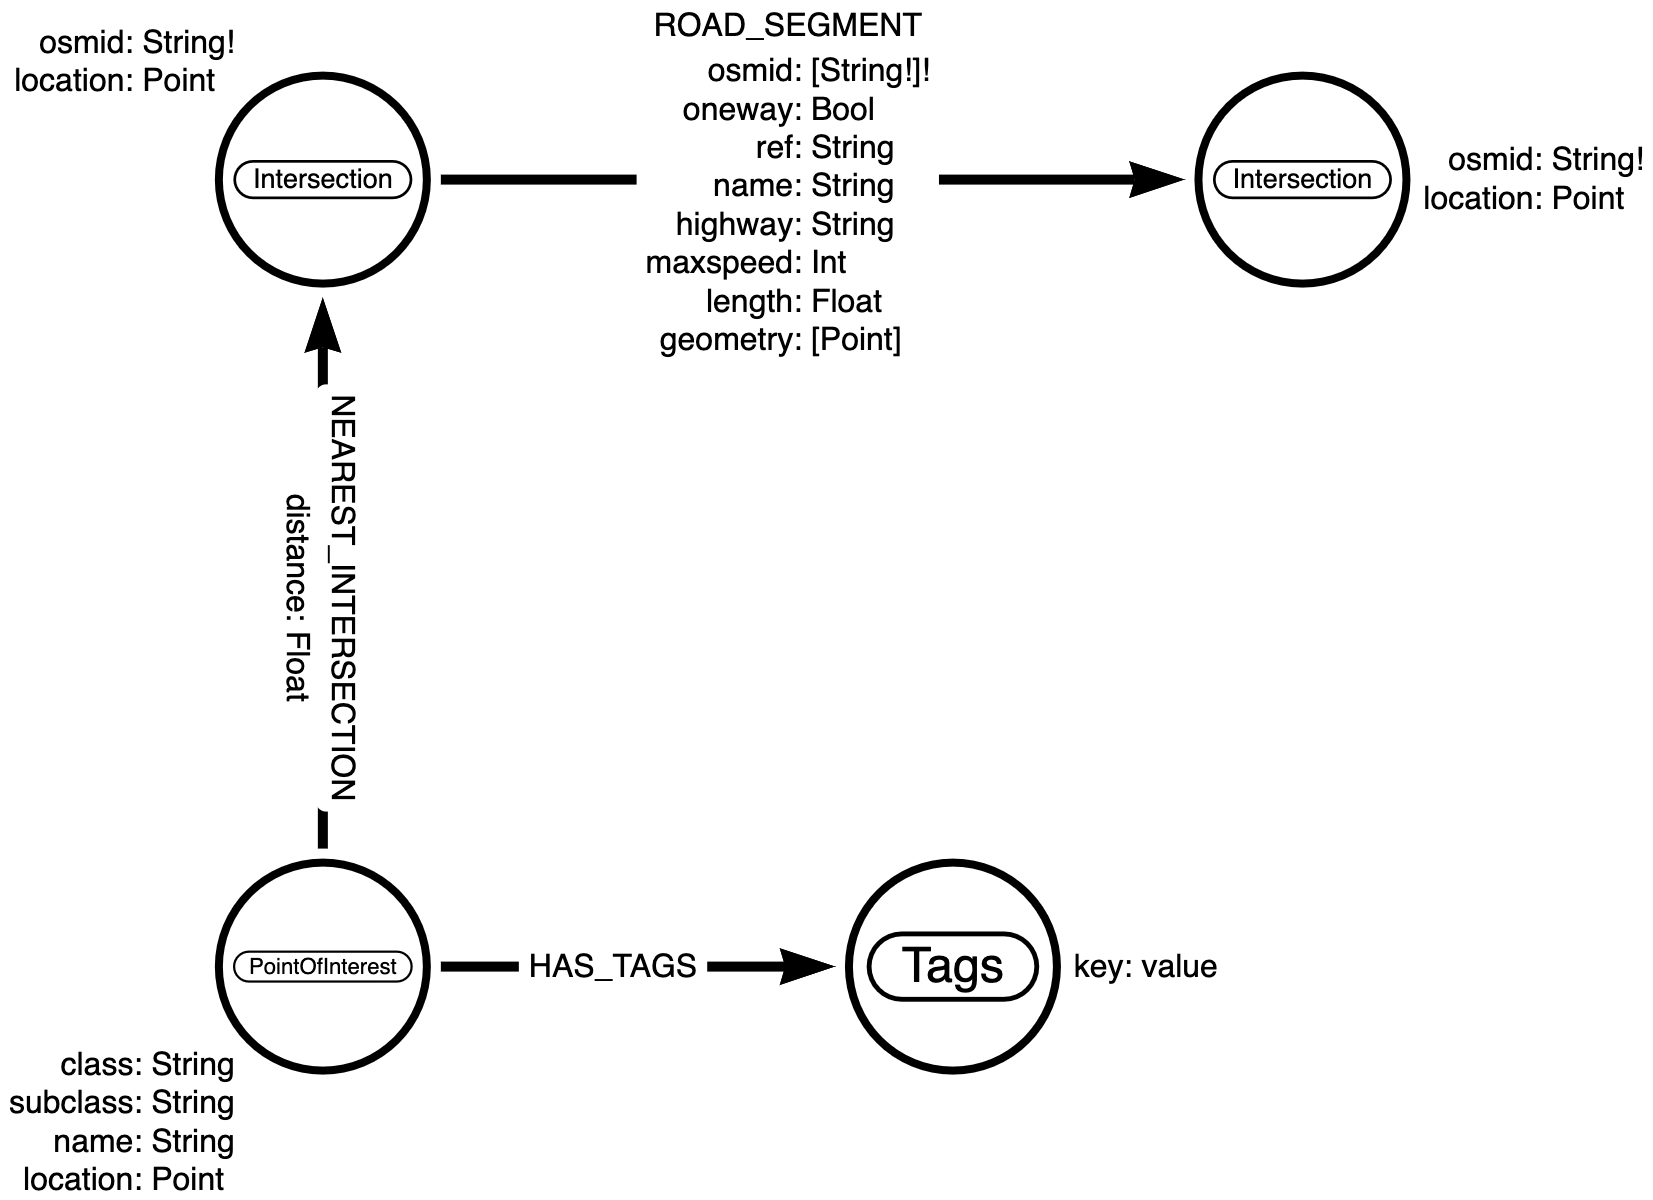 osmid: String!
location: Point
Intersection
ROAD_SEGMENT
osmid: [String!]!
oneway: Bool
ref: String
name: String
highway: String
maxspeed: Int
length: Float
geometry: [Point]
Intersection
osmid: String!
location: Point
NEAREST_INTERSECTION
distance: Float
PointOfInterest
HAS_TAGS
Tags
key: value
class: String
subclass: String
name: String
location: Point